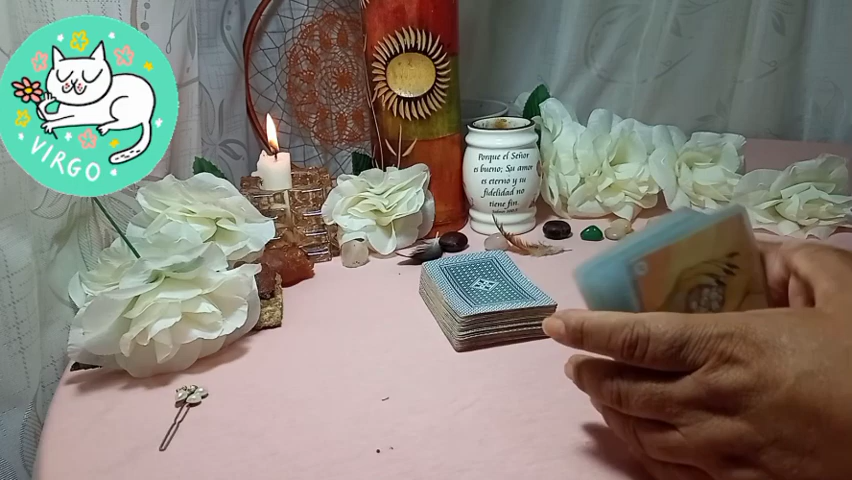 VIRGO
Porque el Señor
es bueno; Su amor
es eterno y su
fidelidad no
tiene fin.